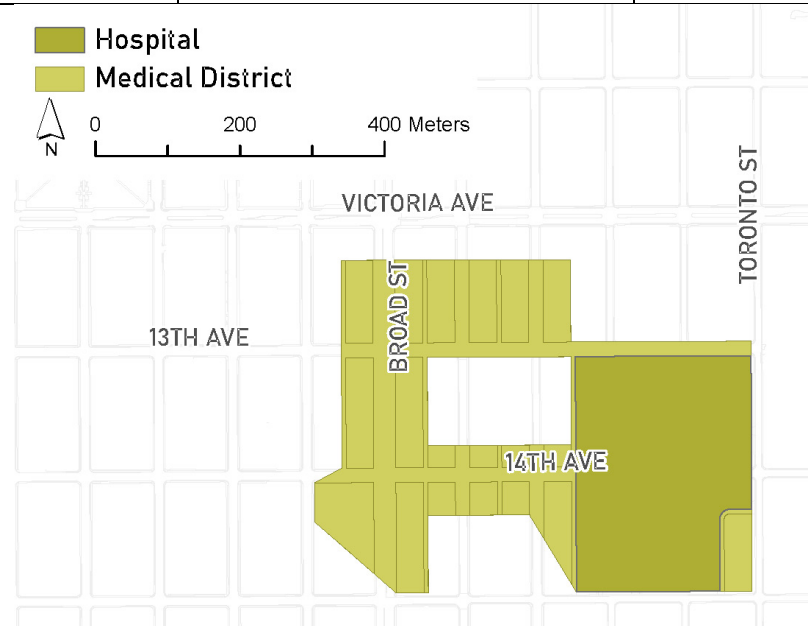 Hospital
Medical District
N
0 200 400 Meters
VICTORIA AVE
TORONTO ST
BROAD ST
13TH AVE
14TH AVE